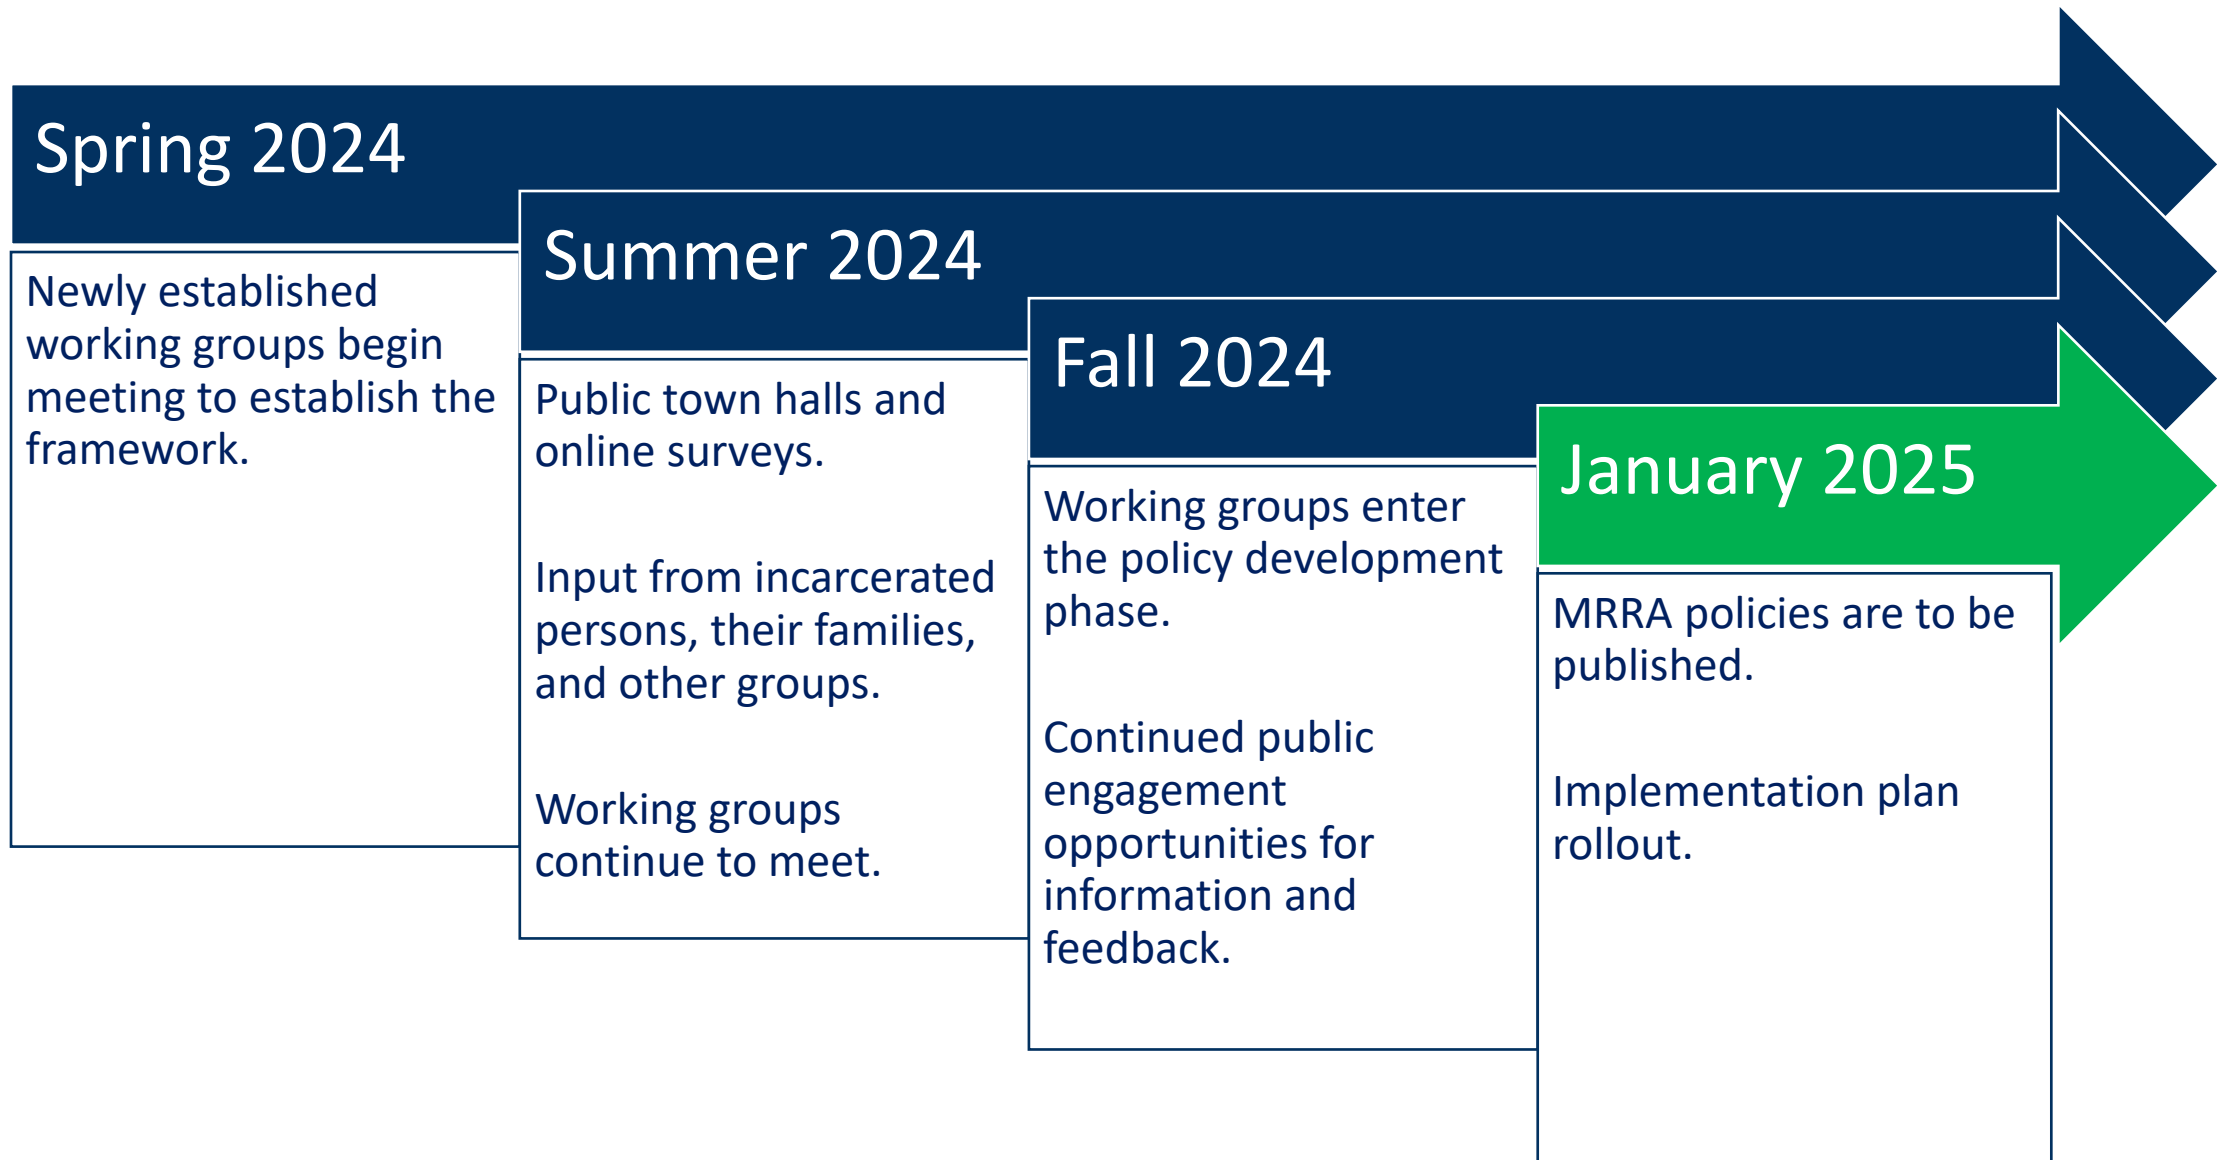 Spring 2024
Newly established
working groups begin
meeting to establish the
framework.
Summer 2024
Public town halls and
online surveys.
Input from incarcerated
persons, their families,
and other groups.
Working groups
continue to meet.
Fall 2024
Working groups enter
the policy development
phase.
Continued public
engagement
opportunities for
information and
feedback.
January 2025
MRRA policies are to be
published.
Implementation plan
rollout.